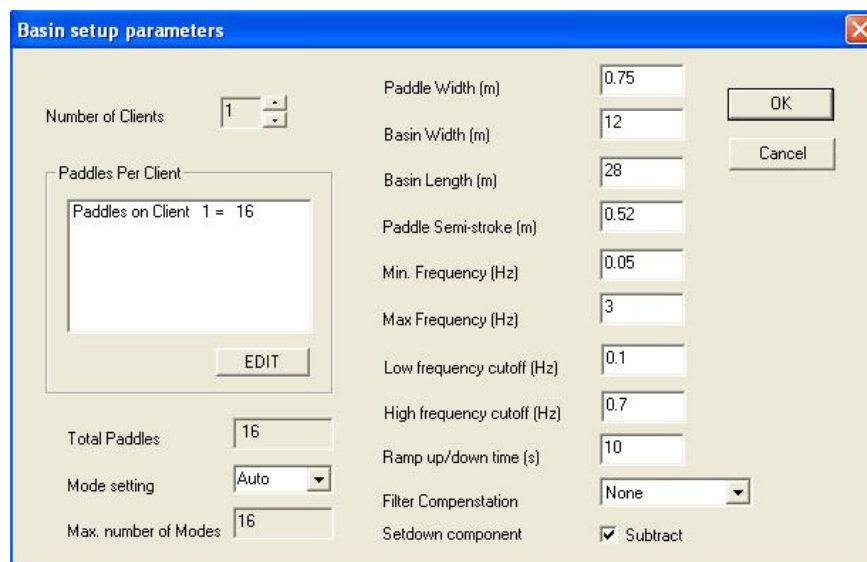 Basin setup parameters
Number of Clients
1
Paddles Per Client
Paddles on Client 1 = 16
EDIT
Total Paddles
16
Mode setting
Auto
Max. number of Modes
16
Paddle Width (m)
0.75
Basin Width (m)
12
Basin Length (m)
28
Paddle Semi-stroke (m)
0.52
Min. Frequency (Hz)
0.05
Max Frequency (Hz)
3
Low frequency cutoff (Hz)
0.1
High frequency cutoff (Hz)
0.7
Ramp up/down time (s)
10
Filter Compenstation
None
Setdown component
Subtract
OK
Cancel